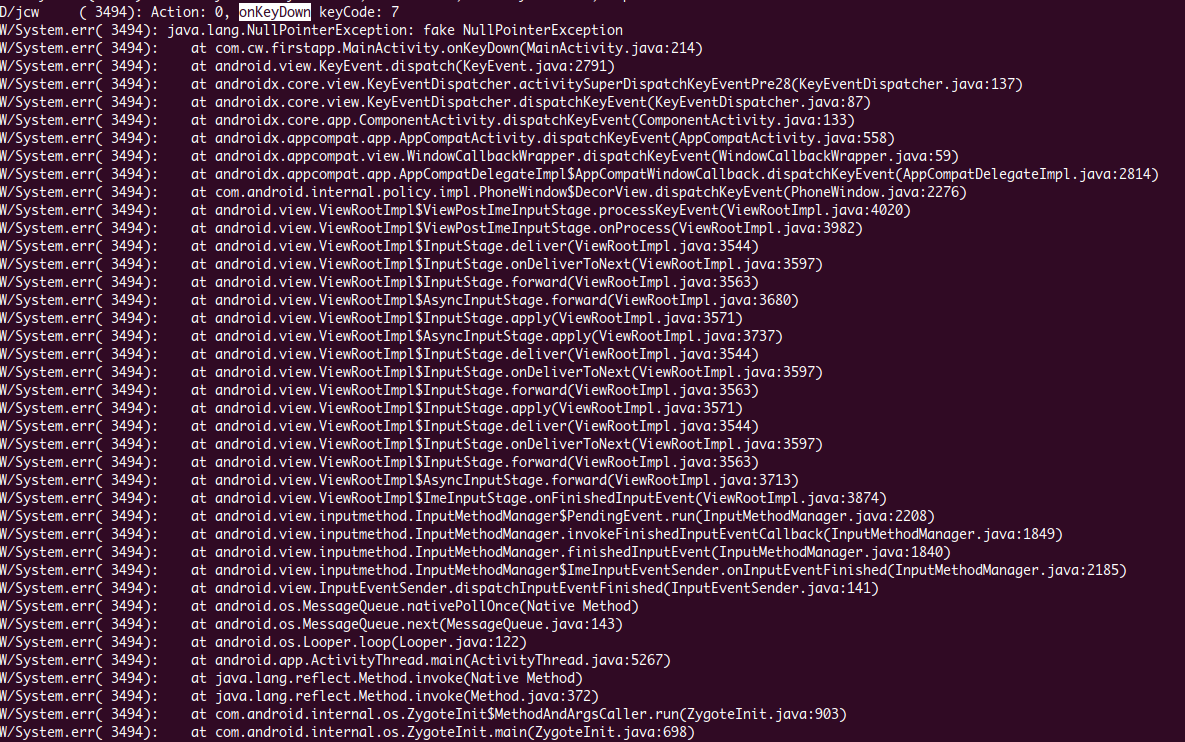 D/jcw     ( 3494): Action: 0, onKeyDown keyCode: 7
W/System.err( 3494): java.lang.NullPointerException: fake NullPointerException
W/System.err( 3494):    at com.cw.firstapp.MainActivity.onKeyDown(MainActivity.java:214)
W/System.err( 3494):    at android.view.KeyEvent.dispatch(KeyEvent.java:2791)
W/System.err( 3494):    at androidx.core.view.KeyEventDispatcher.activitySuperDispatchKeyEventPre28(KeyEventDispatcher.java:137)
W/System.err( 3494):    at androidx.core.view.KeyEventDispatcher.dispatchKeyEvent(KeyEventDispatcher.java:87)
W/System.err( 3494):    at androidx.core.app.ComponentActivity.dispatchKeyEvent(ComponentActivity.java:133)
W/System.err( 3494):    at androidx.appcompat.app.AppCompatActivity.dispatchKeyEvent(AppCompatActivity.java:558)
W/System.err( 3494):    at androidx.appcompat.view.WindowCallbackWrapper.dispatchKeyEvent(WindowCallbackWrapper.java:59)
W/System.err( 3494):    at androidx.appcompat.app.AppCompatDelegateImpl$AppCompatWindowCallback.dispatchKeyEvent(AppCompatDelegateImpl.java:2814)
W/System.err( 3494):    at com.android.internal.policy.impl.PhoneWindow$DecorView.dispatchKeyEvent(PhoneWindow.java:2276)
W/System.err( 3494):    at android.view.ViewRootImpl$ViewPostImeInputStage.processKeyEvent(ViewRootImpl.java:4020)
W/System.err( 3494):    at android.view.ViewRootImpl$ViewPostImeInputStage.onProcess(ViewRootImpl.java:3982)
W/System.err( 3494):    at android.view.ViewRootImpl$InputStage.deliver(ViewRootImpl.java:3544)
W/System.err( 3494):    at android.view.ViewRootImpl$InputStage.onDeliverToNext(ViewRootImpl.java:3597)
W/System.err( 3494):    at android.view.ViewRootImpl$InputStage.forward(ViewRootImpl.java:3563)
W/System.err( 3494):    at android.view.ViewRootImpl$AsyncInputStage.forward(ViewRootImpl.java:3680)
W/System.err( 3494):    at android.view.ViewRootImpl$InputStage.apply(ViewRootImpl.java:3571)
W/System.err( 3494):    at android.view.ViewRootImpl$AsyncInputStage.apply(ViewRootImpl.java:3737)
W/System.err( 3494):    at android.view.ViewRootImpl$InputStage.deliver(ViewRootImpl.java:3544)
W/System.err( 3494):    at android.view.ViewRootImpl$InputStage.onDeliverToNext(ViewRootImpl.java:3597)
W/System.err( 3494):    at android.view.ViewRootImpl$InputStage.forward(ViewRootImpl.java:3563)
W/System.err( 3494):    at android.view.ViewRootImpl$InputStage.apply(ViewRootImpl.java:3571)
W/System.err( 3494):    at android.view.ViewRootImpl$InputStage.deliver(ViewRootImpl.java:3544)
W/System.err( 3494):    at android.view.ViewRootImpl$InputStage.onDeliverToNext(ViewRootImpl.java:3597)
W/System.err( 3494):    at android.view.ViewRootImpl$InputStage.forward(ViewRootImpl.java:3563)
W/System.err( 3494):    at android.view.ViewRootImpl$AsyncInputStage.forward(ViewRootImpl.java:3713)
W/System.err( 3494):    at android.view.ViewRootImpl$ImeInputStage.onFinishedInputEvent(ViewRootImpl.java:3874)
W/System.err( 3494):    at android.view.inputmethod.InputMethodManager$PendingEvent.run(InputMethodManager.java:2208)
W/System.err( 3494):    at android.view.inputmethod.InputMethodManager.invokeFinishedInputEventCallback(InputMethodManager.java:1849)
W/System.err( 3494):    at android.view.inputmethod.InputMethodManager.finishedInputEvent(InputMethodManager.java:1840)
W/System.err( 3494):    at android.view.inputmethod.InputMethodManager$ImeInputEventSender.onInputEventFinished(InputMethodManager.java:2185)
W/System.err( 3494):    at android.view.InputEventSender.dispatchInputEventFinished(InputEventSender.java:141)
W/System.err( 3494):    at android.os.MessageQueue.nativePollOnce(Native Method)
W/System.err( 3494):    at android.os.MessageQueue.next(MessageQueue.java:143)
W/System.err( 3494):    at android.os.Looper.loop(Looper.java:122)
W/System.err( 3494):    at android.app.ActivityThread.main(ActivityThread.java:5267)
W/System.err( 3494):    at java.lang.reflect.Method.invoke(Native Method)
W/System.err( 3494):    at java.lang.reflect.Method.invoke(Method.java:372)
W/System.err( 3494):    at com.android.internal.os.ZygoteInit$MethodAndArgsCaller.run(ZygoteInit.java:903)
W/System.err( 3494):    at com.android.internal.os.ZygoteInit.main(ZygoteInit.java:698)